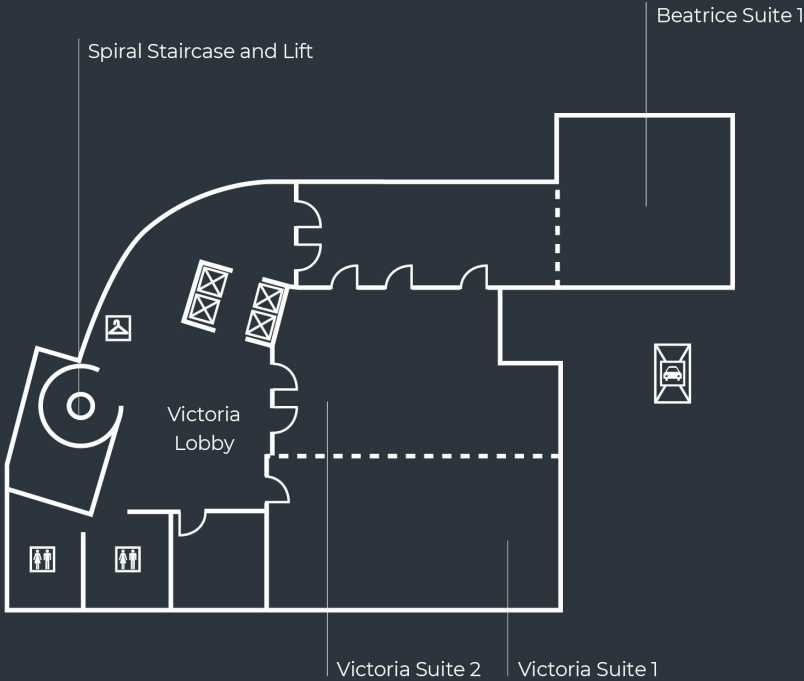 Beatrice Suite 1
Spiral Staircase and Lift
Victoria
Lobby
Victoria Suite 2
Victoria Suite 1